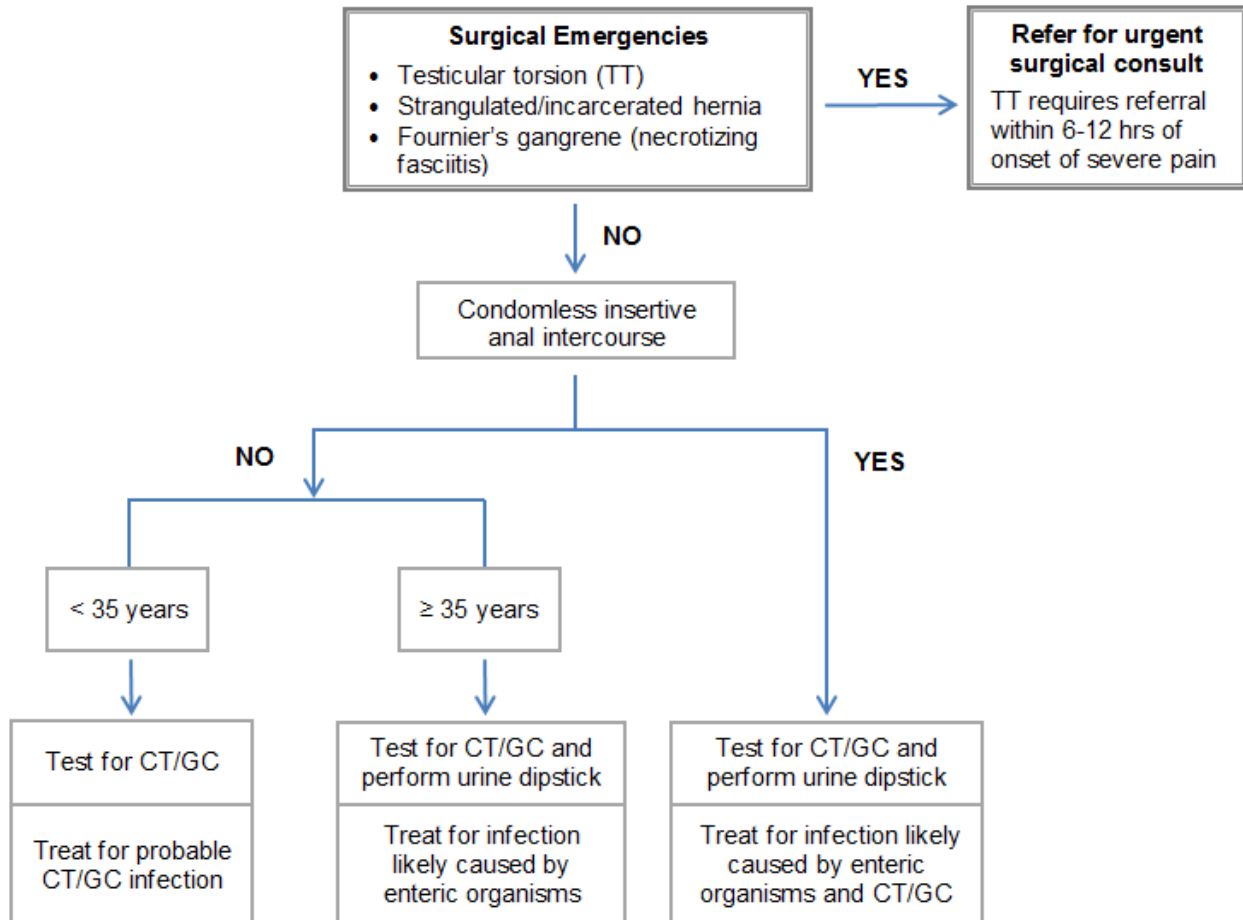 Surgical Emergencies
• Testicular torsion (TT)
• Strangulated/incarcerated hernia
• Fournier's gangrene (necrotizing
fasciitis)
YES
Refer for urgent
surgical consult
TT requires referral
within 6-12 hrs of
onset of severe pain
NO
Condomless insertive
anal intercourse
NO
YES
< 35 years
≥ 35 years
Test for CT/GC
Treat for probable
CT/GC infection
Test for CT/GC and
perform urine dipstick
Treat for infection
likely caused by
enteric organisms
Test for CT/GC and
perform urine dipstick
Treat for infection likely
caused by enteric
organisms and CT/GC